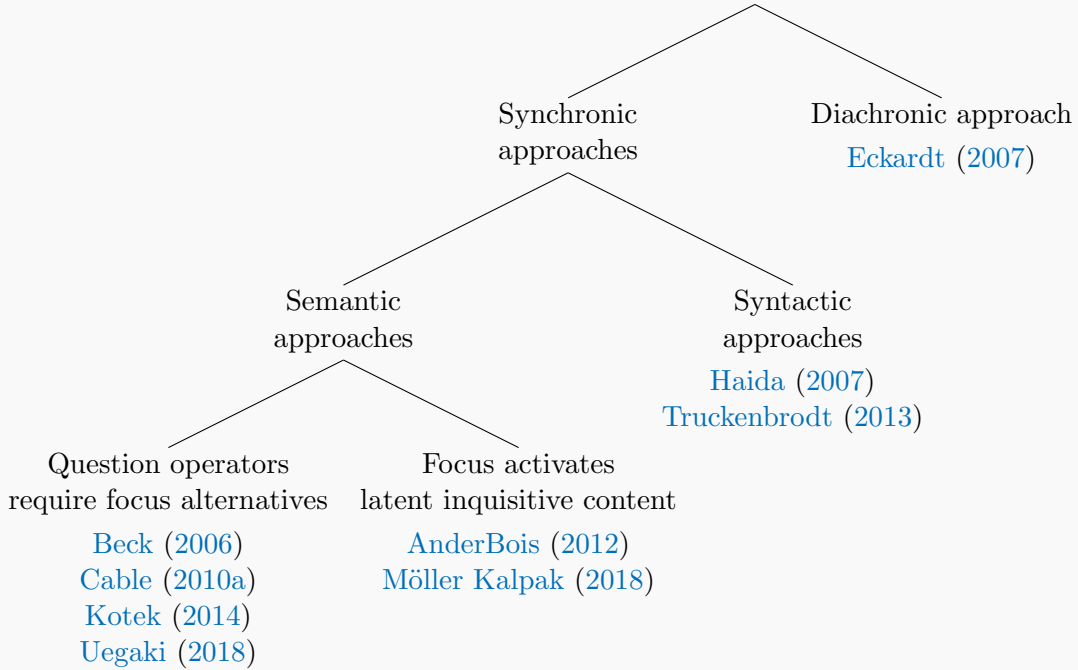 Synchronic
approaches
Diachronic approach
Eckardt (2007)
Semantic
approaches
Syntactic
approaches
Haida (2007)
Truckenbrodt (2013)
Question operators
require focus alternatives
Beck (2006)
Cable (2010a)
Kotek (2014)
Uegaki (2018)
Focus activates
latent inquisitive content
AnderBois (2012)
Möller Kalpak (2018)